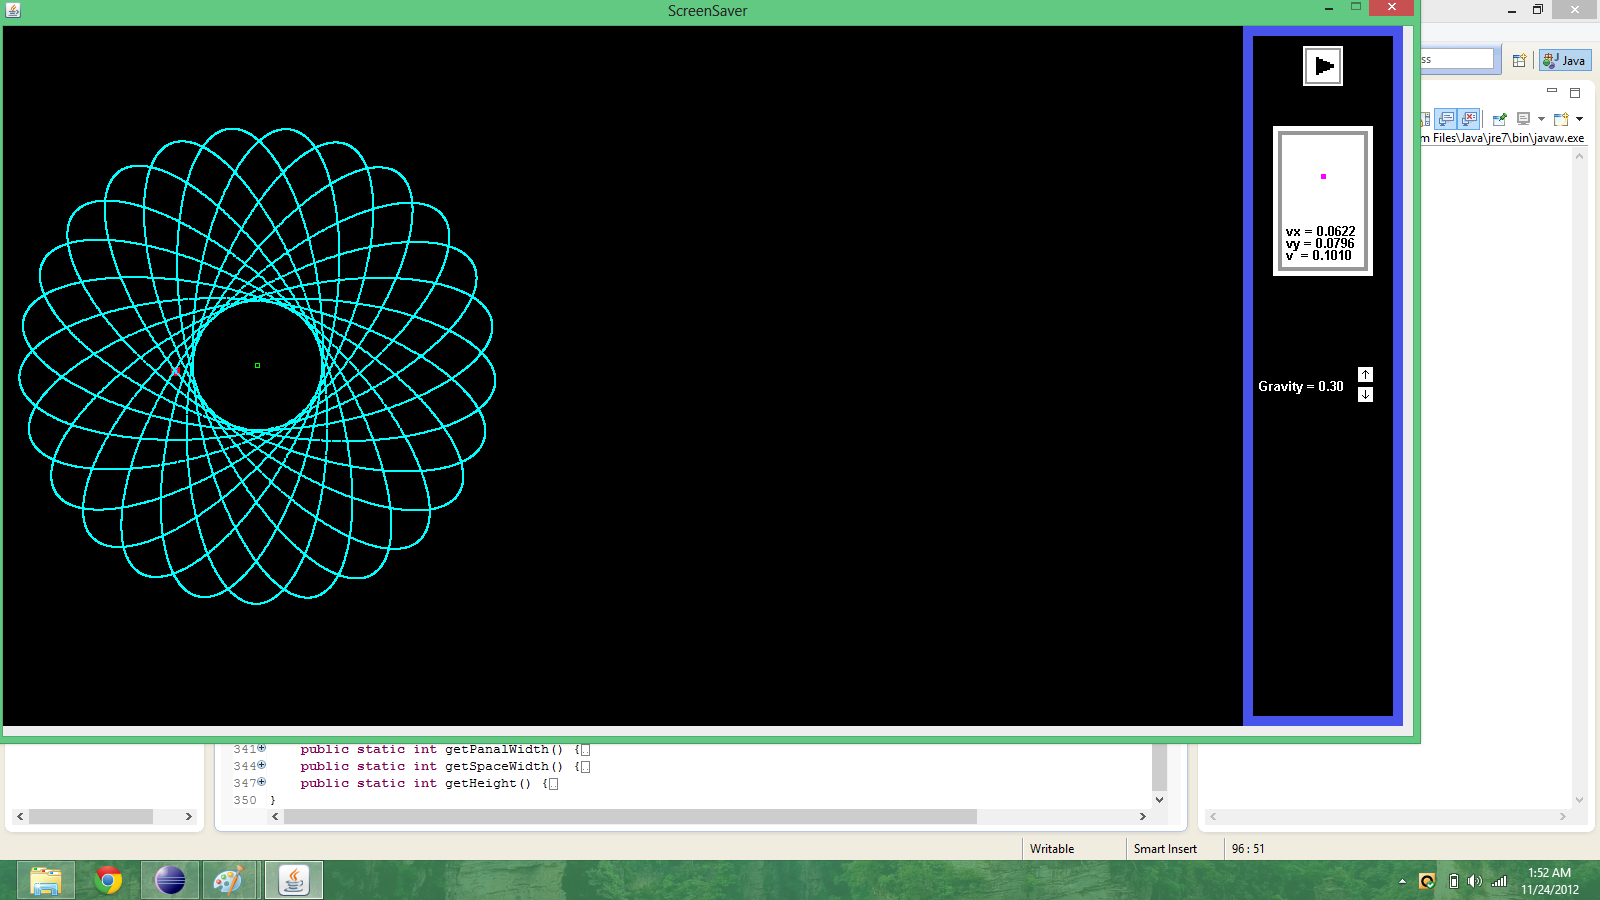 ScreenSaver
ss
Java
m Files\Java\jre7\bin\javaw.exe
vx = 0.0622
vy = 0.0796
v = 0.1010
Gravity = 0.30
341 public static int getPanalWidth() {
344 public static int getSpaceWidth() {
347 public static int getHeight() {
350 }
Writable
Smart Insert
96 : 51
1:52 AM
11/24/2012